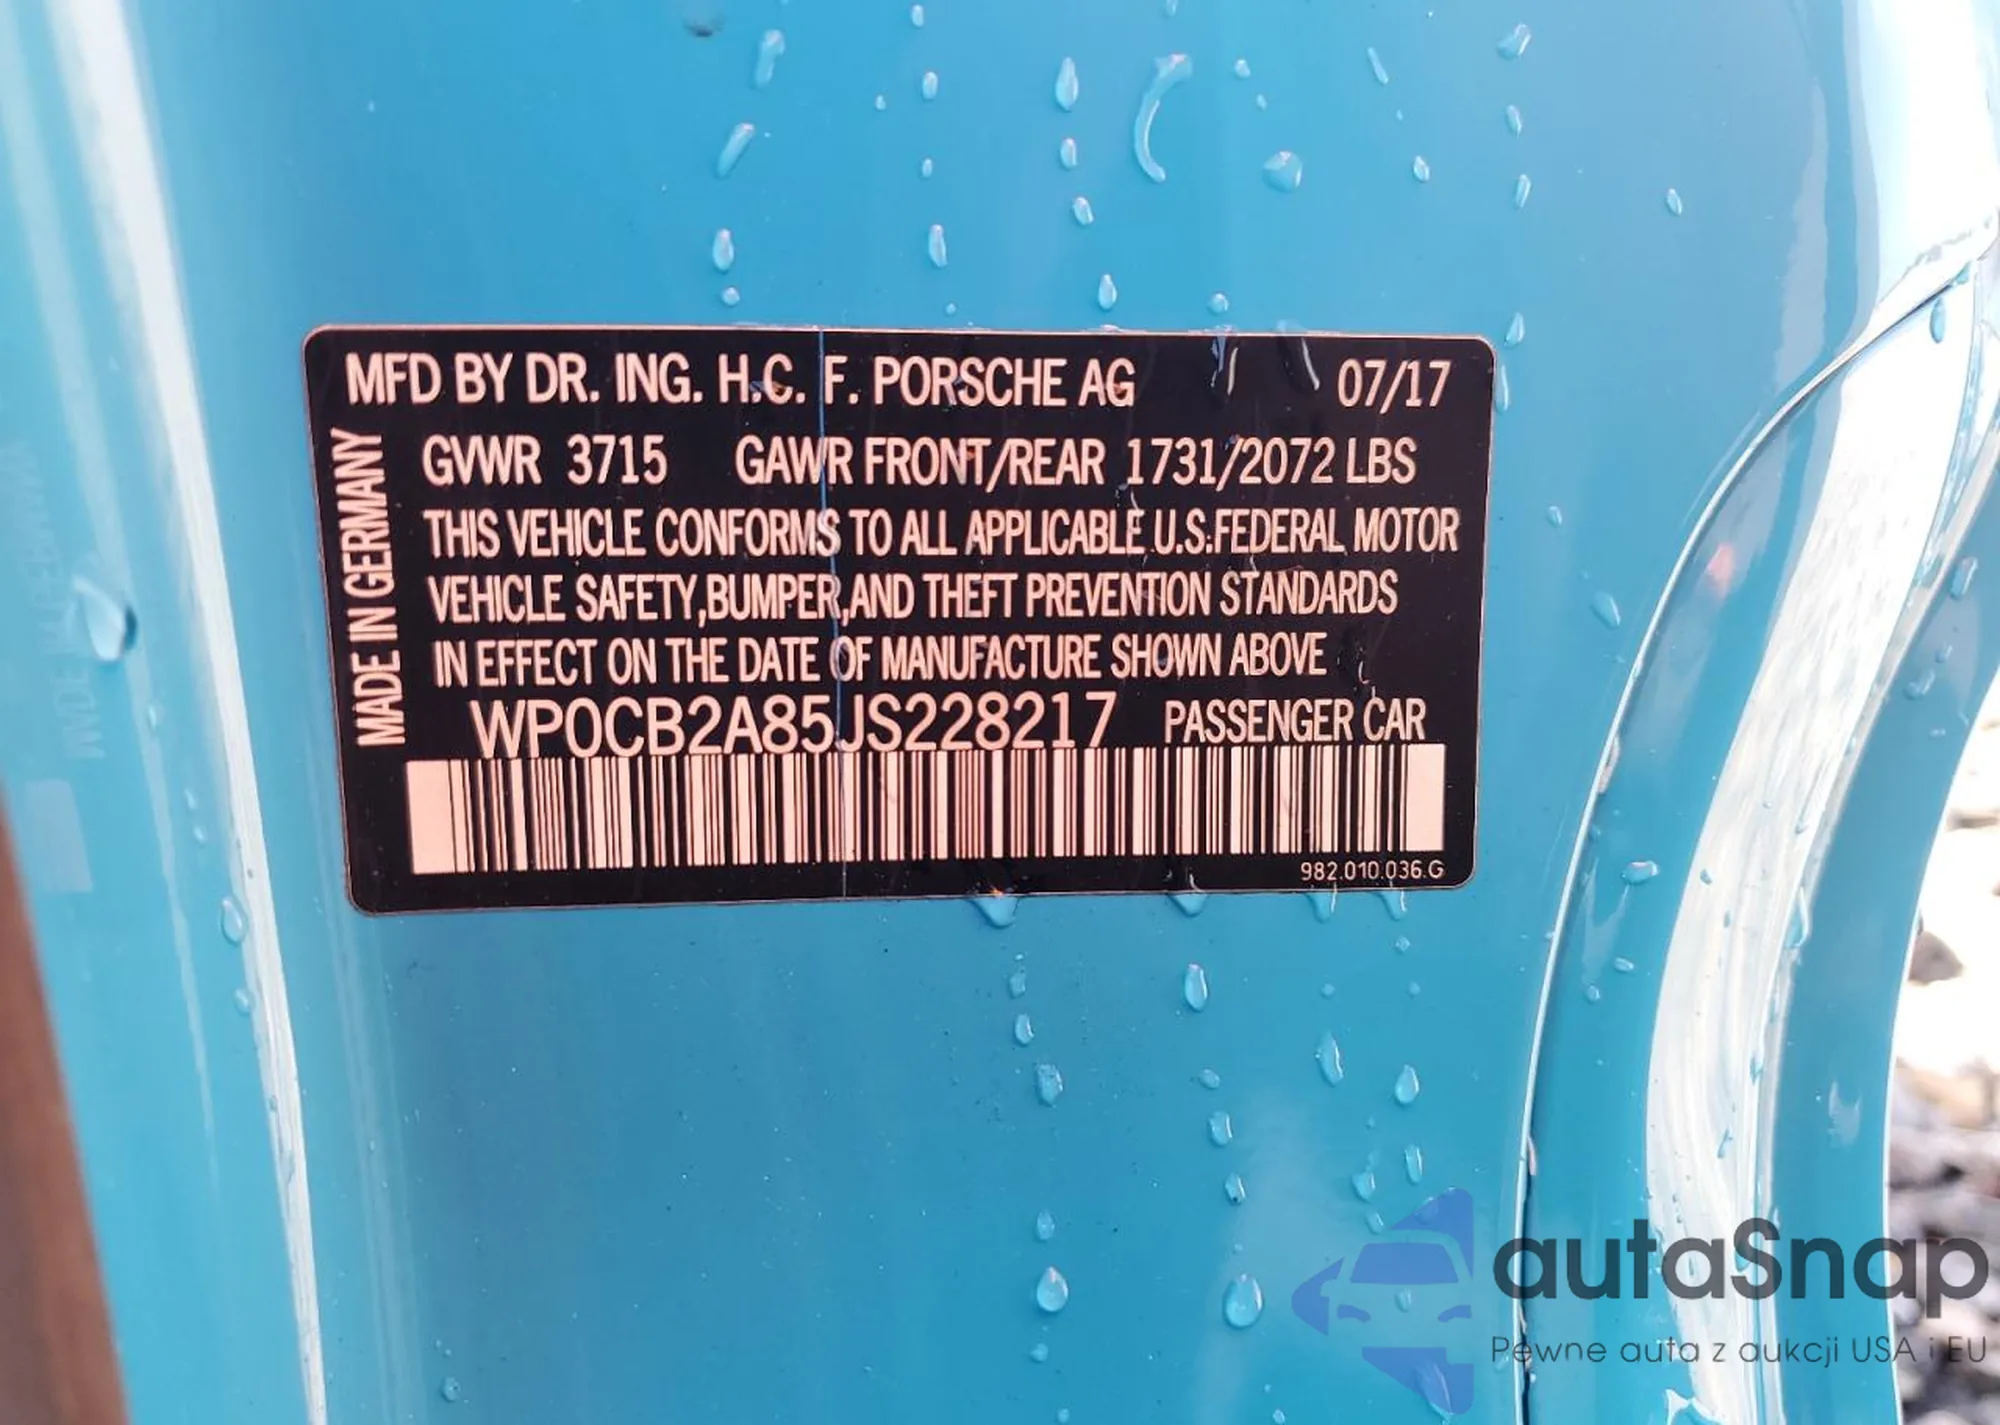 MFD BY DR. ING. H.C. F. PORSCHE AG 07/17
GVWR 3715 GAWR FRONT/REAR 1731/2072 LBS
THIS VEHICLE CONFORMS TO ALL APPLICABLE U.S.FEDERAL MOTOR
VEHICLE SAFETY,BUMPER,AND THEFT PREVENTION STANDARDS
IN EFFECT ON THE DATE OF MANUFACTURE SHOWN ABOVE
WP0CB2A85JS228217 PASSENGER CAR
982.010.036.G
MADE IN GERMANY
autaSnap
Pewne auta z aukcji USA i EU